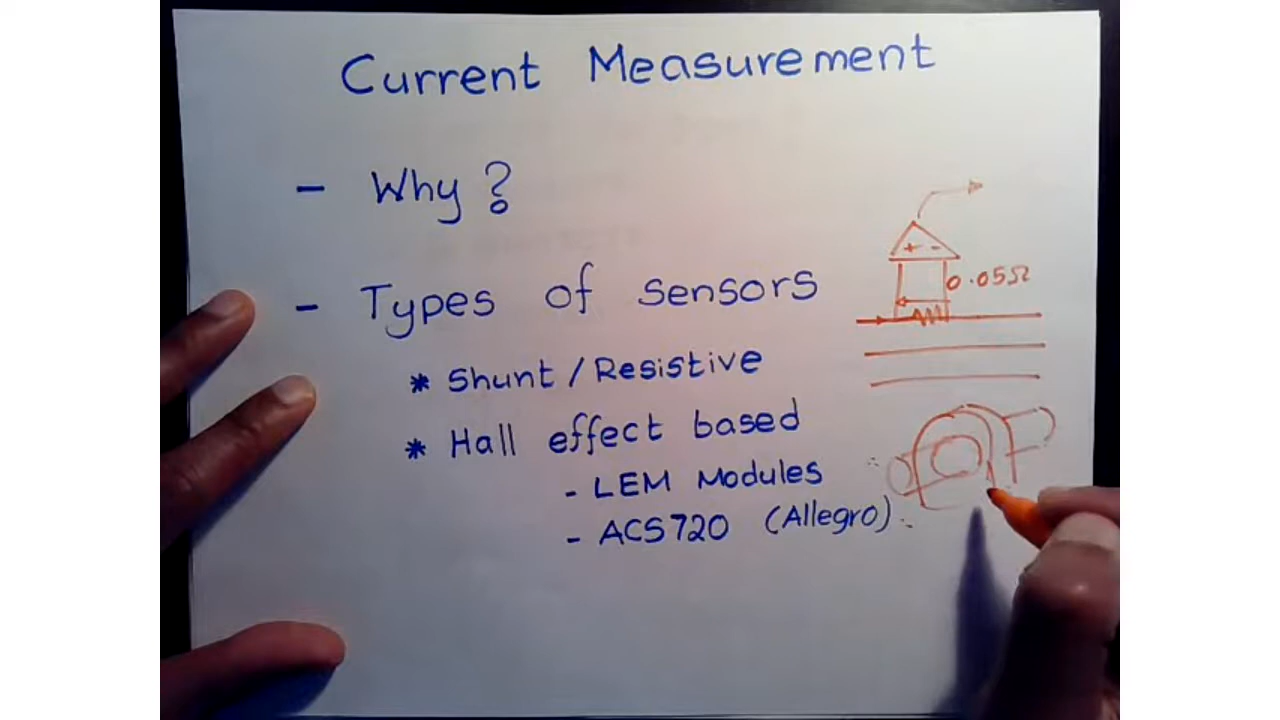 Current Measurement
- Why?
- Types of sensors
+ -
0.05Ω
* Shunt / Resistive
* Hall effect based
- LEM Modules
- ACS720 (Allegro)